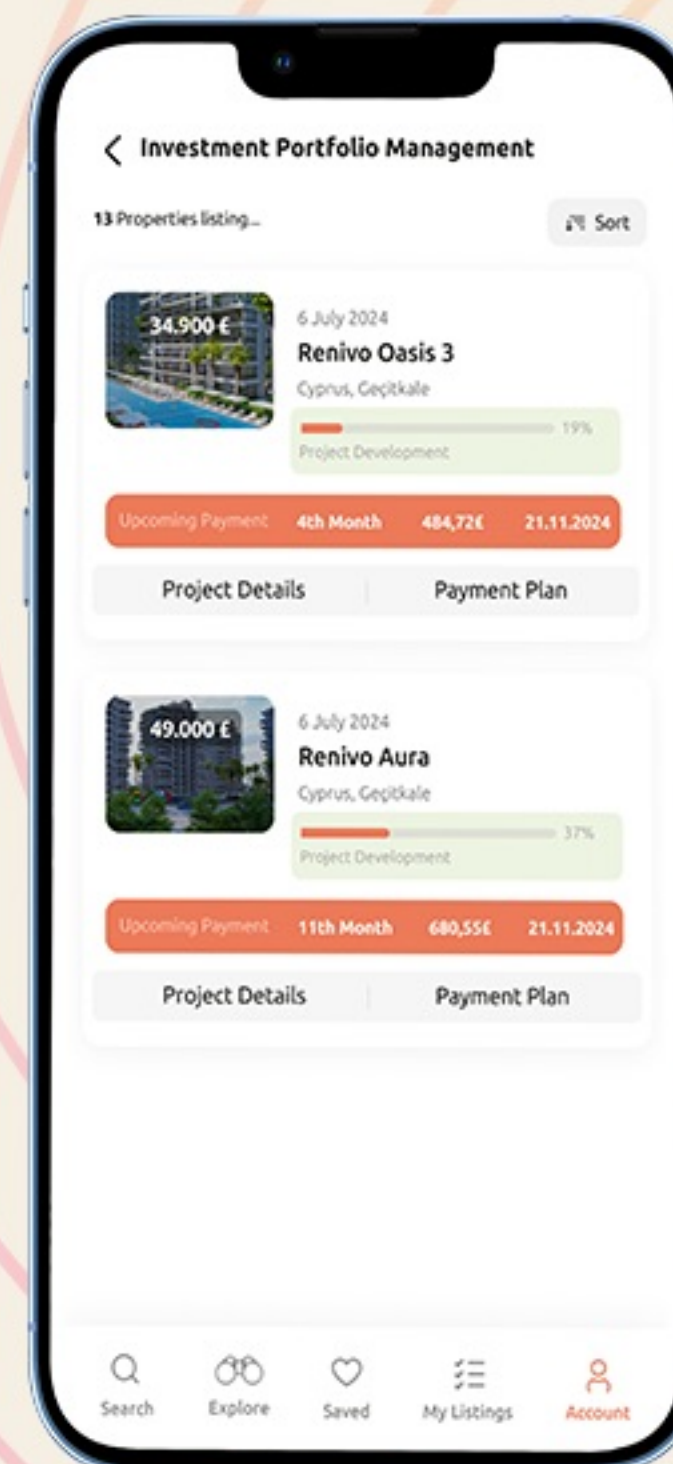 Investment Portfolio Management
13 Properties listing...
Sort
34.900 £
6 July 2024
Renivo Oasis 3
Cyprus, Geçitkale
19%
Project Development
Upcoming Payment 4th Month 484,72£ 21.11.2024
Project Details Payment Plan
49.000 £
6 July 2024
Renivo Aura
Cyprus, Geçitkale
37%
Project Development
Upcoming Payment 11th Month 680,55£ 21.11.2024
Project Details Payment Plan
Search Explore Saved My Listings Account